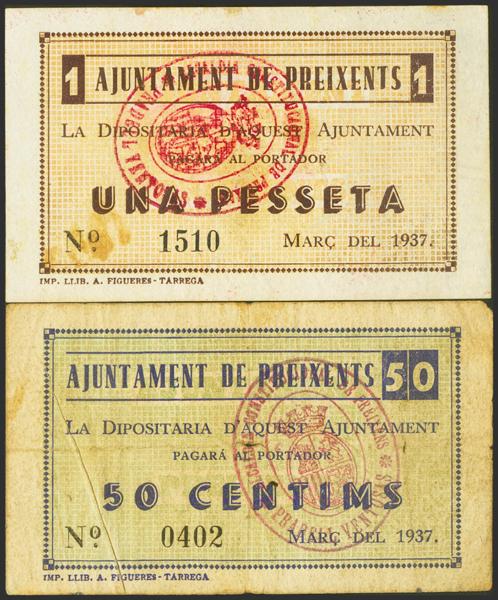 1 AJUNTAMENT DE PREIXENTS 1
LA DIPOSITARIA D'AQUEST AJUNTAMENT
PAGARÁ AL PORTADOR
UNA PESSETA
Nº 1510 MARÇ DEL 1937.
IMP. LLIB. A. FIGUERES - TÀRREGA
AJUNTAMENT DE PREIXENTS 50
LA DIPOSITARIA D'AQUEST AJUNTAMENT
PAGARÁ AL PORTADOR
50 CENTIMS
Nº 0402 MARÇ DEL 1937.
IMP. LLIB. A. FIGUERES - TÀRREGA